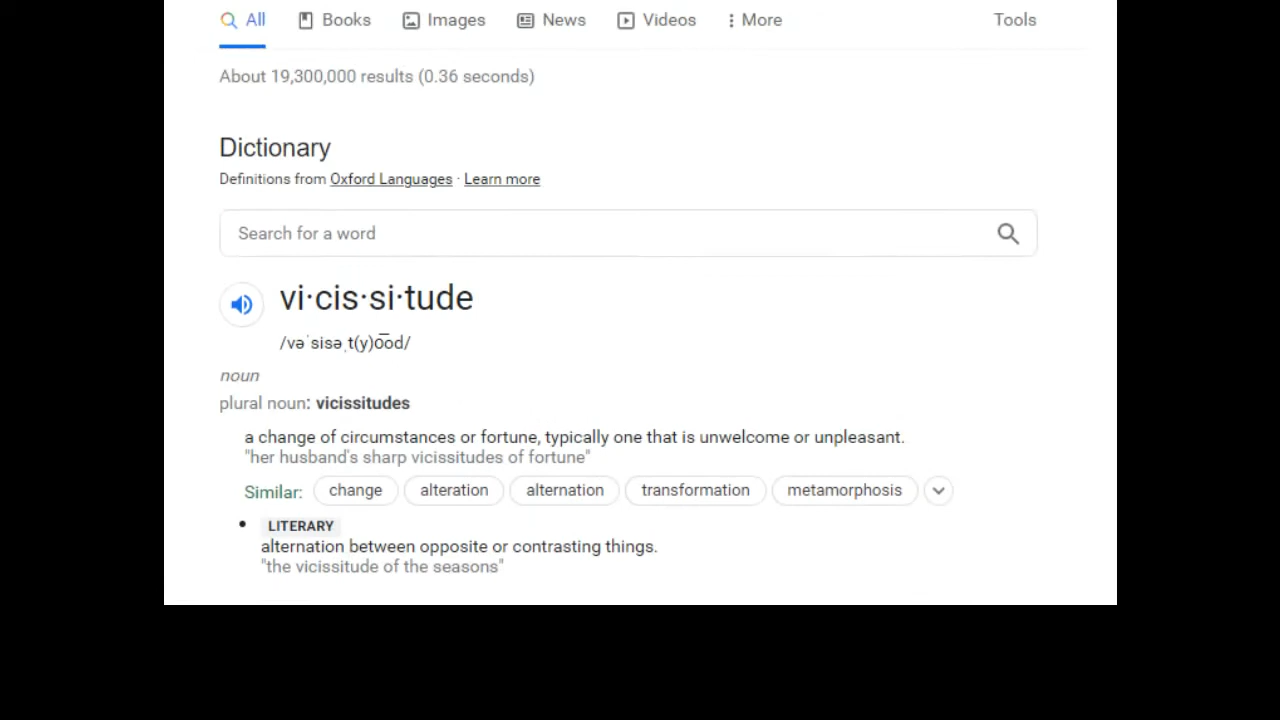 All Books Images News Videos More Tools
About 19,300,000 results (0.36 seconds)
Dictionary
Definitions from Oxford Languages · Learn more
Search for a word
vi·cis·si·tude
/vəˈsisəˌt(y)o͞od/
noun
plural noun: vicissitudes
a change of circumstances or fortune, typically one that is unwelcome or unpleasant.
"her husband's sharp vicissitudes of fortune"
Similar: change alteration alternation transformation metamorphosis
• LITERARY
alternation between opposite or contrasting things.
"the vicissitude of the seasons"